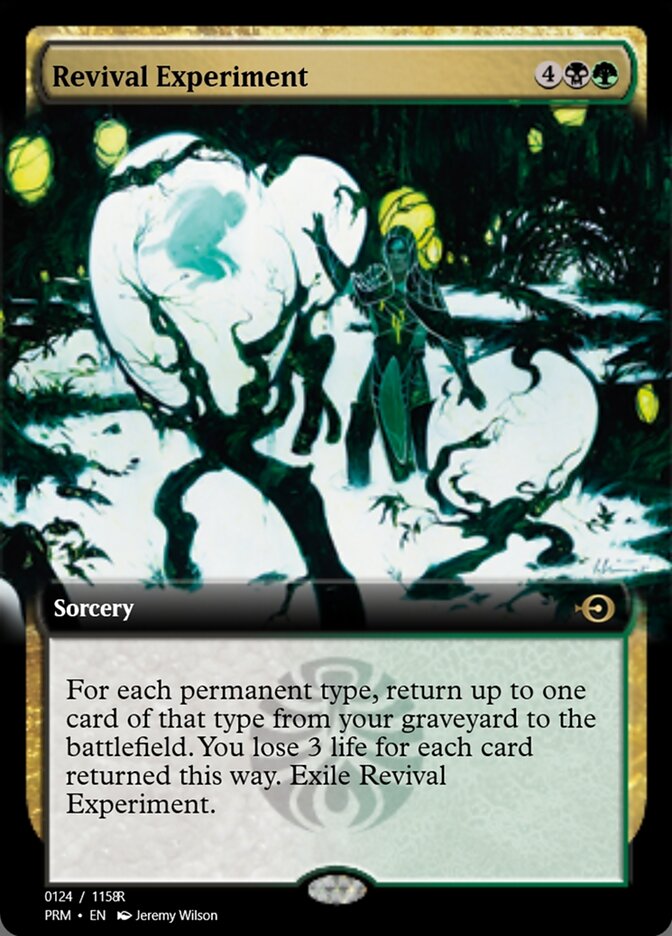 Revival Experiment 4
Sorcery
For each permanent type, return up to one
card of that type from your graveyard to the
battlefield. You lose 3 life for each card
returned this way. Exile Revival
Experiment.
0124 / 1158R
PRM • EN Jeremy Wilson